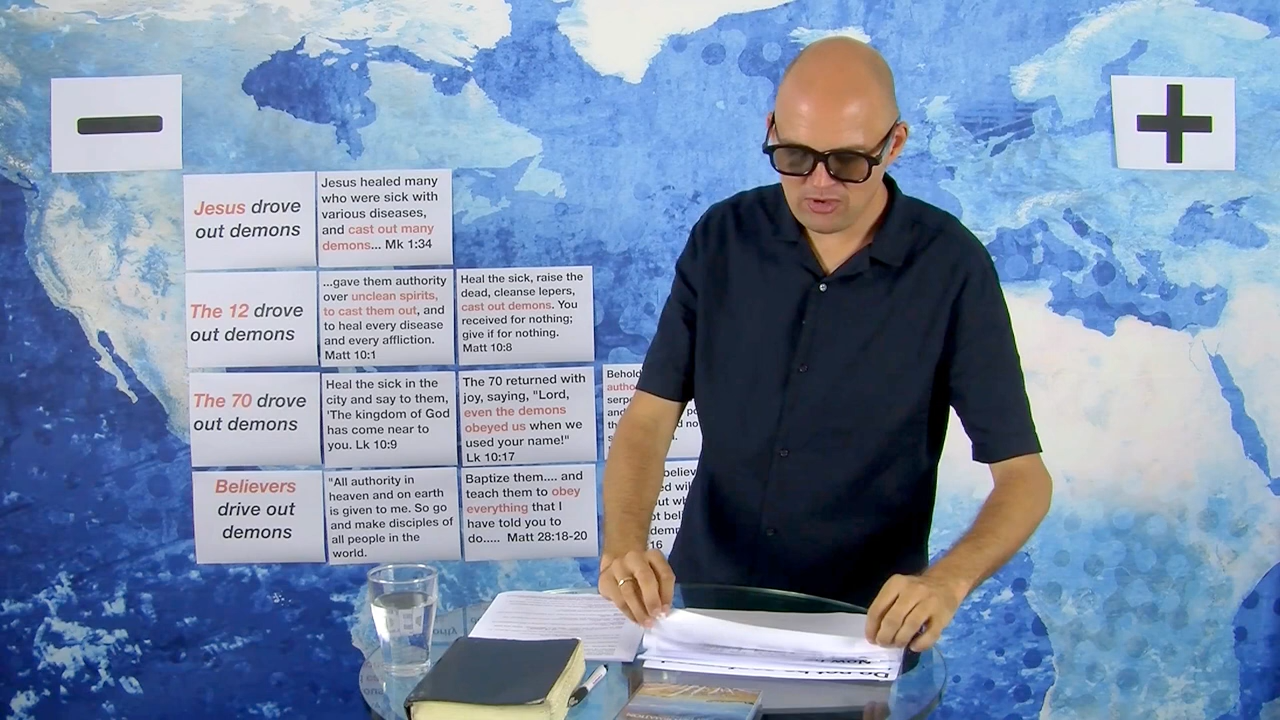 Jesus drove
out demons
Jesus healed many
who were sick with
various diseases,
and cast out many
demons... Mk 1:34
The 12 drove
out demons
...gave them authority
over unclean spirits,
to cast them out, and
to heal every disease
and every affliction.
Matt 10:1
Heal the sick, raise the
dead, cleanse lepers,
cast out demons. You
received for nothing;
give if for nothing.
Matt 10:8
The 70 drove
out demons
Heal the sick in the
city and say to them,
'The kingdom of God
has come near to
you. Lk 10:9
The 70 returned with
joy, saying, "Lord,
even the demons
obeyed us when we
used your name!"
Lk 10:17
Believers
drive out
demons
"All authority in
heaven and on earth
is given to me. So go
and make disciples of
all people in the
world.
Baptize them.... and
teach them to obey
everything that I
have told you to
do..... Matt 28:18-20
Do not be